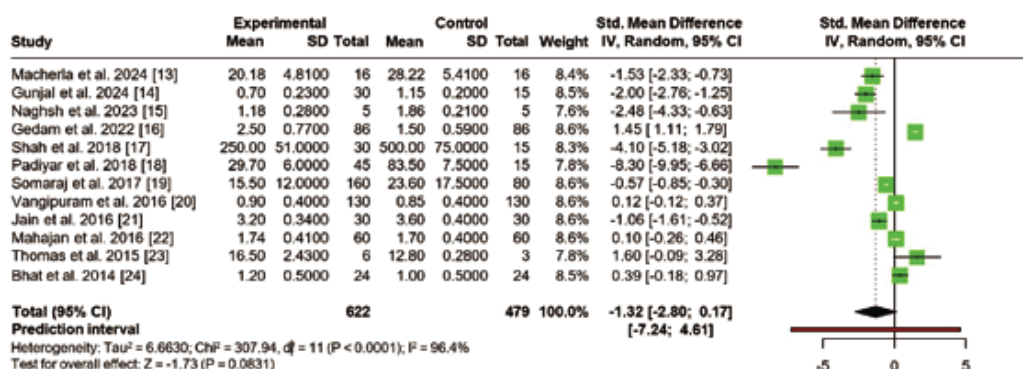 Experimental Control Std. Mean Difference Std. Mean Difference
Study Mean SD Total Mean SD Total Weight IV, Random, 95% CI IV, Random, 95% CI
Macherla et al. 2024 [13] 20.18 4.8100 16 28.22 5.4100 16 8.4% -1.53 [-2.33; -0.73]
Gunjal et al. 2024 [14] 0.70 0.2300 30 1.15 0.2000 15 8.5% -2.00 [-2.76; -1.25]
Naghsh et al. 2023 [15] 1.18 0.2800 5 1.86 0.2100 5 7.6% -2.48 [-4.33; -0.63]
Gedam et al. 2022 [16] 2.50 0.7700 86 1.50 0.5900 86 8.6% 1.45 [ 1.11; 1.79]
Shah et al. 2018 [17] 250.00 51.0000 30 500.00 75.0000 15 8.3% -4.10 [-5.18; -3.02]
Padiyar et al. 2018 [18] 29.70 6.0000 45 83.50 7.5000 15 7.8% -8.30 [-9.95; -6.66]
Somaraj et al. 2017 [19] 15.50 12.0000 160 23.60 17.5000 80 8.6% -0.57 [-0.85; -0.30]
Vangipuram et al. 2016 [20] 0.90 0.4000 130 0.85 0.4000 130 8.6% 0.12 [-0.12; 0.37]
Jain et al. 2016 [21] 3.20 0.3400 30 3.60 0.4000 30 8.6% -1.06 [-1.61; -0.52]
Mahajan et al. 2016 [22] 1.74 0.4100 60 1.70 0.4000 60 8.6% 0.10 [-0.26; 0.46]
Thomas et al. 2015 [23] 16.50 2.4300 6 12.80 0.2800 3 7.8% 1.60 [-0.09; 3.28]
Bhat et al. 2014 [24] 1.20 0.5000 24 1.00 0.5000 24 8.5% 0.39 [-0.18; 0.97]
Total (95% CI) 622 479 100.0% -1.32 [-2.80; 0.17]
Prediction interval [-7.24; 4.61]
Heterogeneity: Tau² = 6.6630; Chi² = 307.94, df = 11 (P < 0.0001); I² = 96.4%
Test for overall effect: Z = -1.73 (P = 0.0831)
-5 0 5